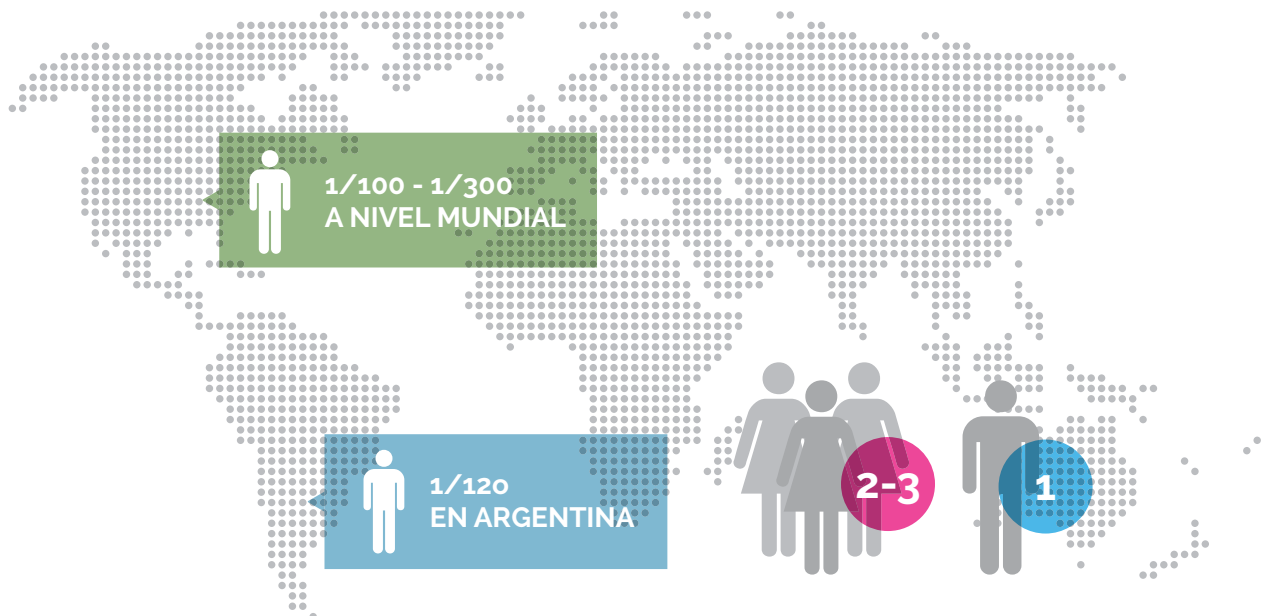 1/100 - 1/300
A NIVEL MUNDIAL
1/120
EN ARGENTINA
2-3
1